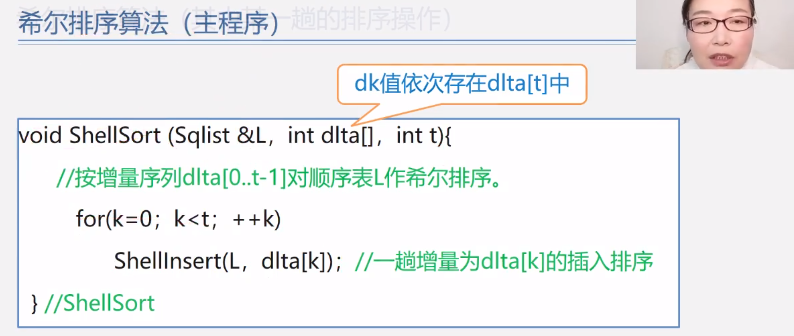 希尔排序算法（主程序）
dk值依次存在dlta[t]中
void ShellSort (Sqlist &L，int dlta[]，int t){
//按增量序列dlta[0..t-1]对顺序表L作希尔排序。
for(k=0；k<t；++k)
ShellInsert(L，dlta[k])；//一趟增量为dlta[k]的插入排序
} //ShellSort